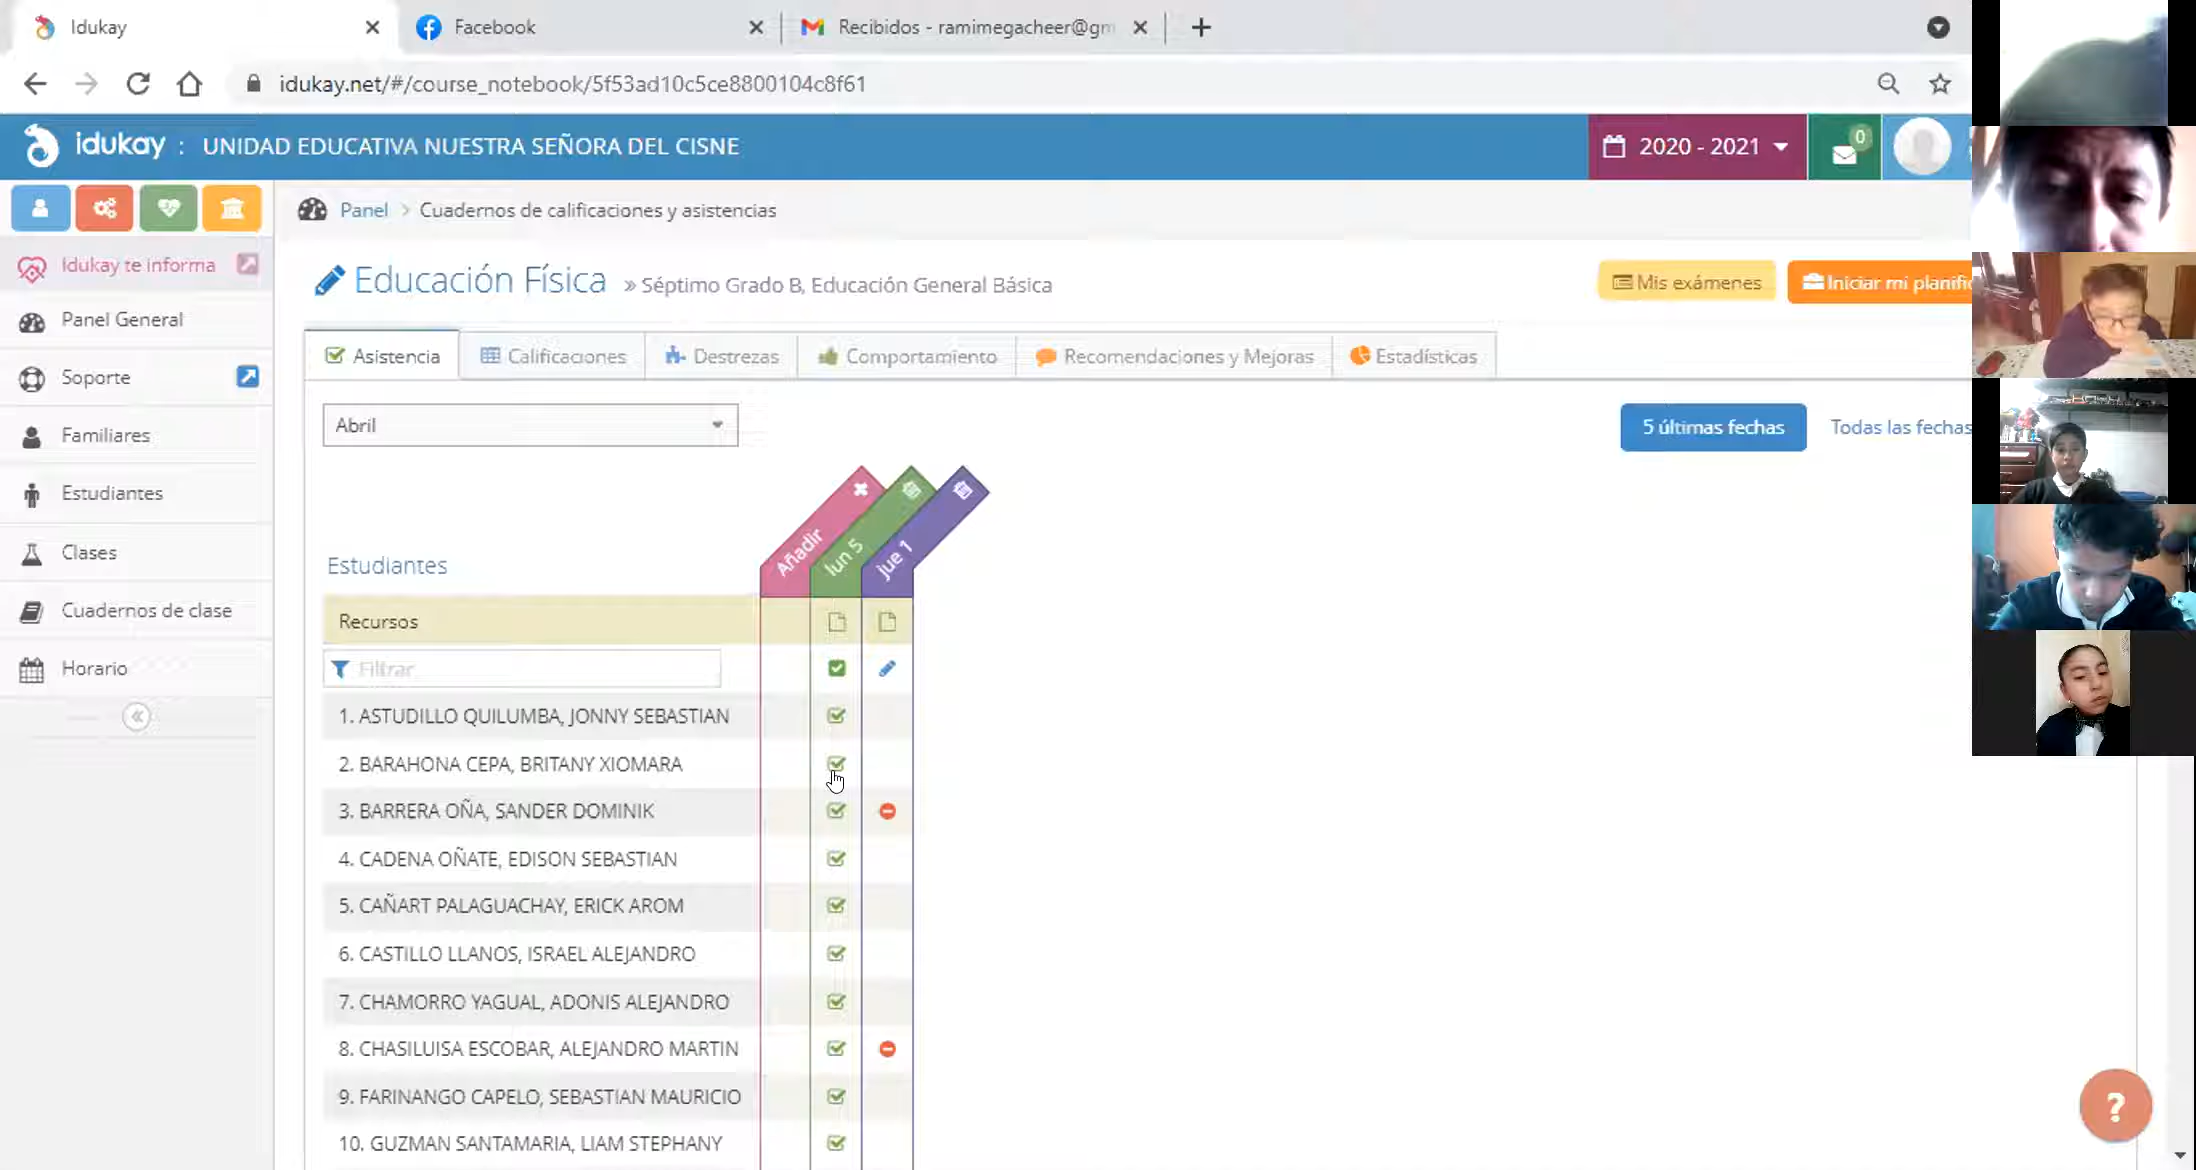 Idukay
Facebook
Recibidos - ramimegacheer@gm
idukay.net/#/course_notebook/5f53ad10c5ce8800104c8f61
idukay : UNIDAD EDUCATIVA NUESTRA SEÑORA DEL CISNE
2020 - 2021
0
Panel > Cuadernos de calificaciones y asistencias
Idukay te informa
Panel General
Soporte
Familiares
Estudiantes
Clases
Cuadernos de clase
Horario
Educación Física » Séptimo Grado B, Educación General Básica
Mis exámenes
Iniciar mi planific
Asistencia
Calificaciones
Destrezas
Comportamiento
Recomendaciones y Mejoras
Estadísticas
Abril
5 últimas fechas
Todas las fechas
Añadir
lun 5
jue 1
Estudiantes
Recursos
Filtrar
1. ASTUDILLO QUILUMBA, JONNY SEBASTIAN
2. BARAHONA CEPA, BRITANY XIOMARA
3. BARRERA OÑA, SANDER DOMINIK
4. CADENA OÑATE, EDISON SEBASTIAN
5. CAÑART PALAGUACHAY, ERICK AROM
6. CASTILLO LLANOS, ISRAEL ALEJANDRO
7. CHAMORRO YAGUAL, ADONIS ALEJANDRO
8. CHASILUISA ESCOBAR, ALEJANDRO MARTIN
9. FARINANGO CAPELO, SEBASTIAN MAURICIO
10. GUZMAN SANTAMARIA, LIAM STEPHANY
?